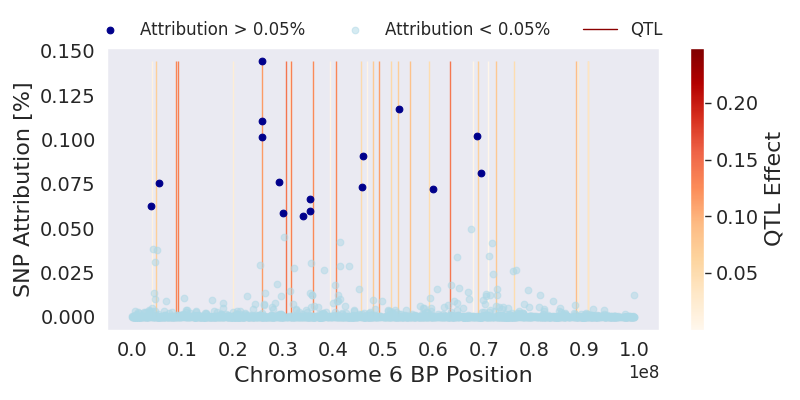 Attribution > 0.05% Attribution < 0.05% QTL
0.150
0.125
0.100
0.075
0.050
0.025
0.000
SNP Attribution [%]
0.0 0.1 0.2 0.3 0.4 0.5 0.6 0.7 0.8 0.9 1.0
1e8
Chromosome 6 BP Position
0.20
0.15
0.10
0.05
QTL Effect